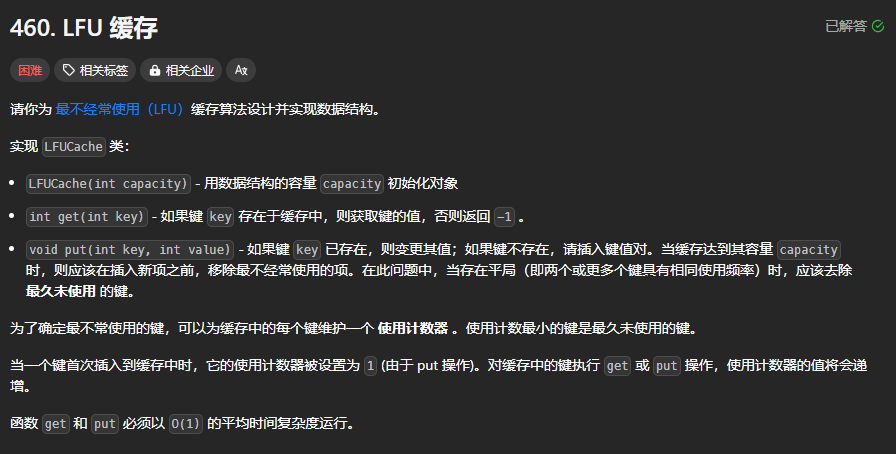 460. LFU 缓存
已解答
困难
相关标签
相关企业
Aあ
请你为 最不经常使用（LFU）缓存算法设计并实现数据结构。
实现 LFUCache 类：
LFUCache(int capacity) - 用数据结构的容量 capacity 初始化对象
int get(int key) - 如果键 key 存在于缓存中，则获取键的值，否则返回 -1 。
void put(int key, int value) - 如果键 key 已存在，则变更其值；如果键不存在，请插入键值对。当缓存达到其容量 capacity
时，则应该在插入新项之前，移除最不经常使用的项。在此问题中，当存在平局（即两个或更多个键具有相同使用频率）时，应该去除
最久未使用 的键。
为了确定最不常使用的键，可以为缓存中的每个键维护一个 使用计数器 。使用计数最小的键是最久未使用的键。
当一个键首次插入到缓存中时，它的使用计数器被设置为 1 (由于 put 操作)。对缓存中的键执行 get 或 put 操作，使用计数器的值将会递
增。
函数 get 和 put 必须以 O(1) 的平均时间复杂度运行。